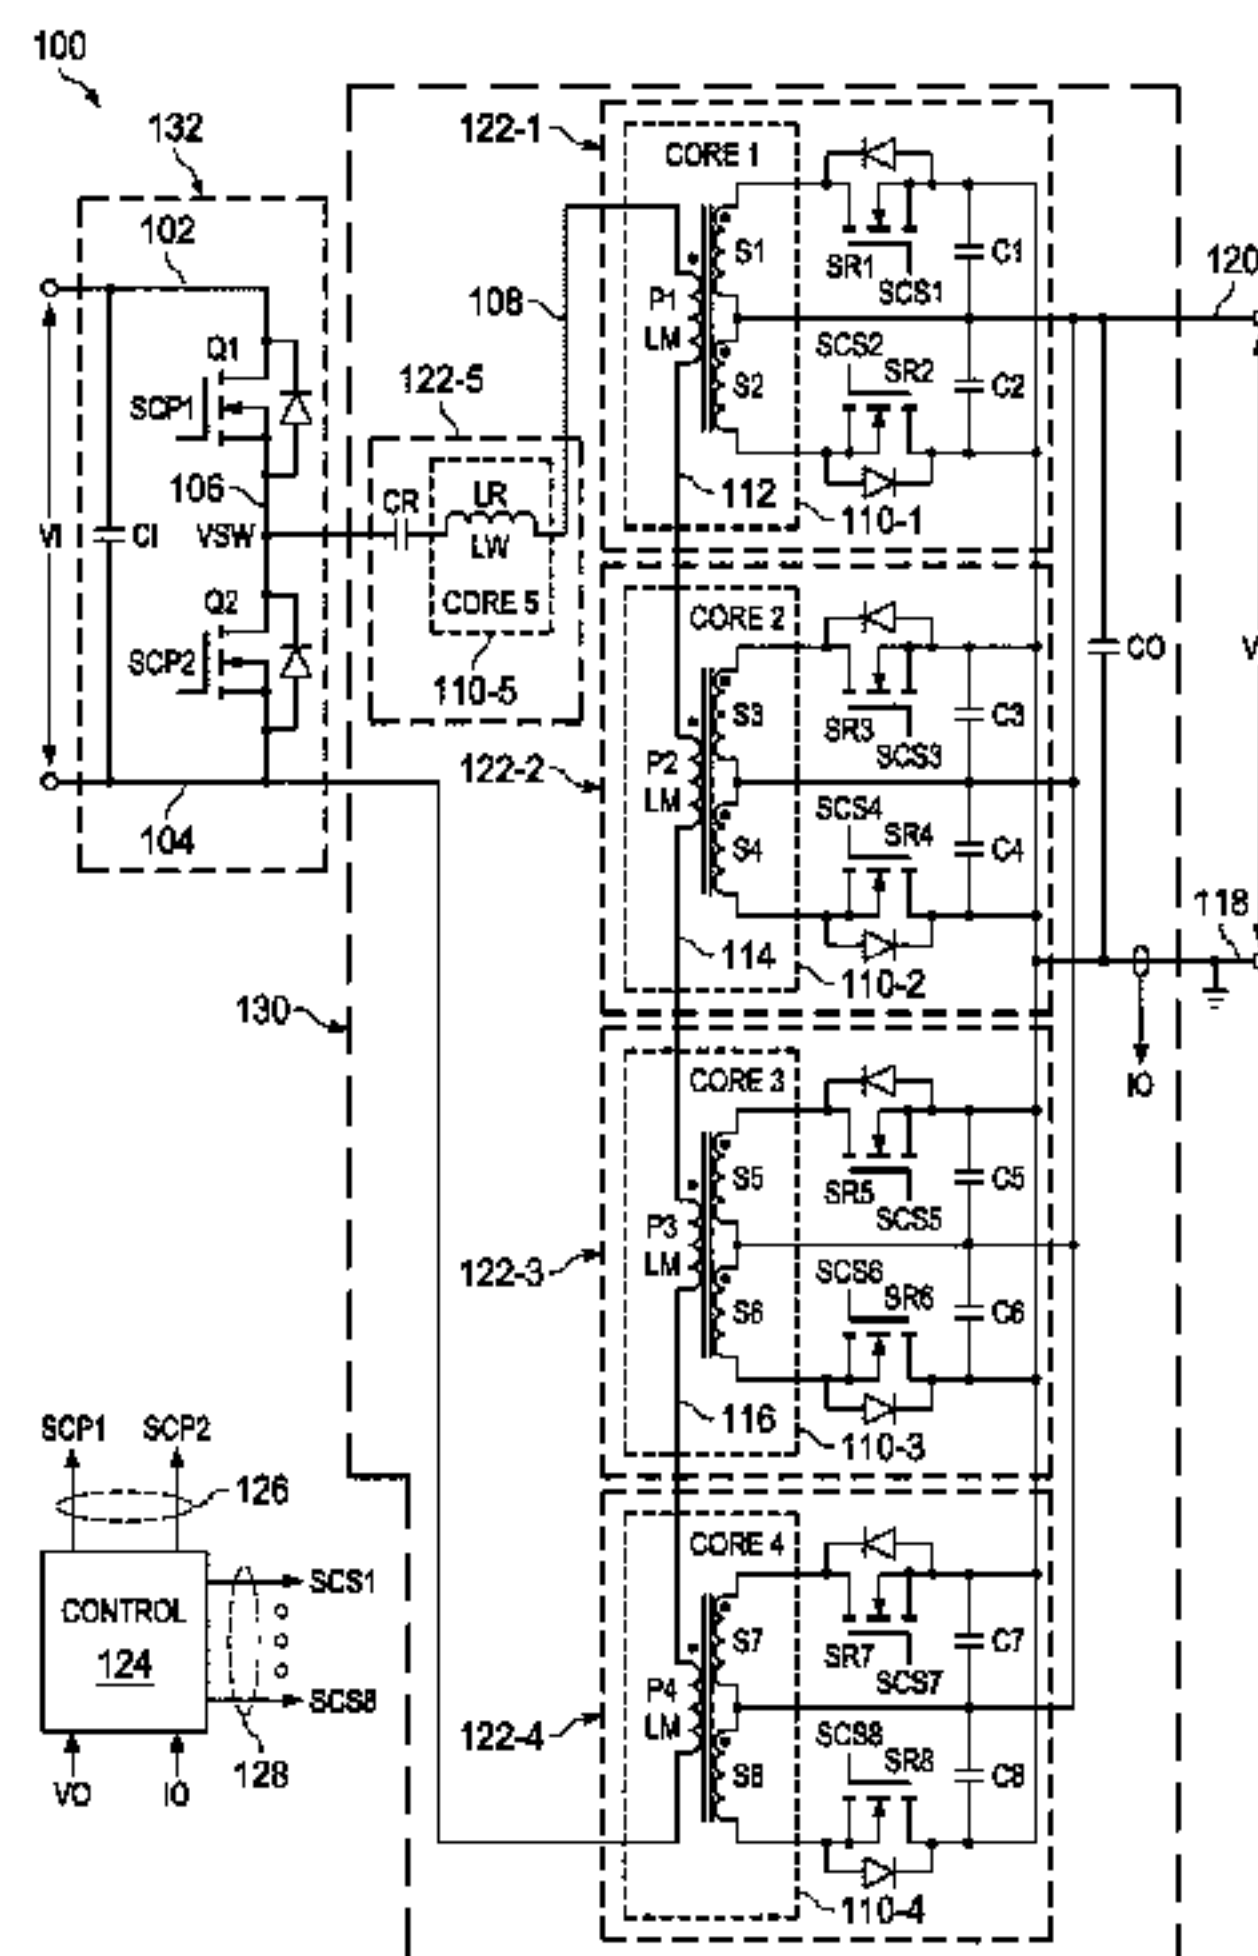 100
132
102
Q1
SCP1
106
VI
CI
VSW
Q2
SCP2
104
122-5
CR
LR
LW
CORE 5
110-5
108
130
122-1
CORE 1
P1
LM
S1
S2
SR1
SCS1
C1
SCS2
SR2
C2
112
110-1
120
122-2
CORE 2
P2
LM
S3
S4
SR3
SCS3
C3
SCS4
SR4
C4
114
110-2
CO
V
118
IO
122-3
CORE 3
P3
LM
S5
S6
SR5
SCS5
C5
SCS6
SR6
C6
116
110-3
122-4
CORE 4
P4
LM
S7
S8
SR7
SCS7
C7
SCS8
SR8
C8
110-4
SCP1
SCP2
126
CONTROL
124
SCS1
SCS8
128
VO
IO